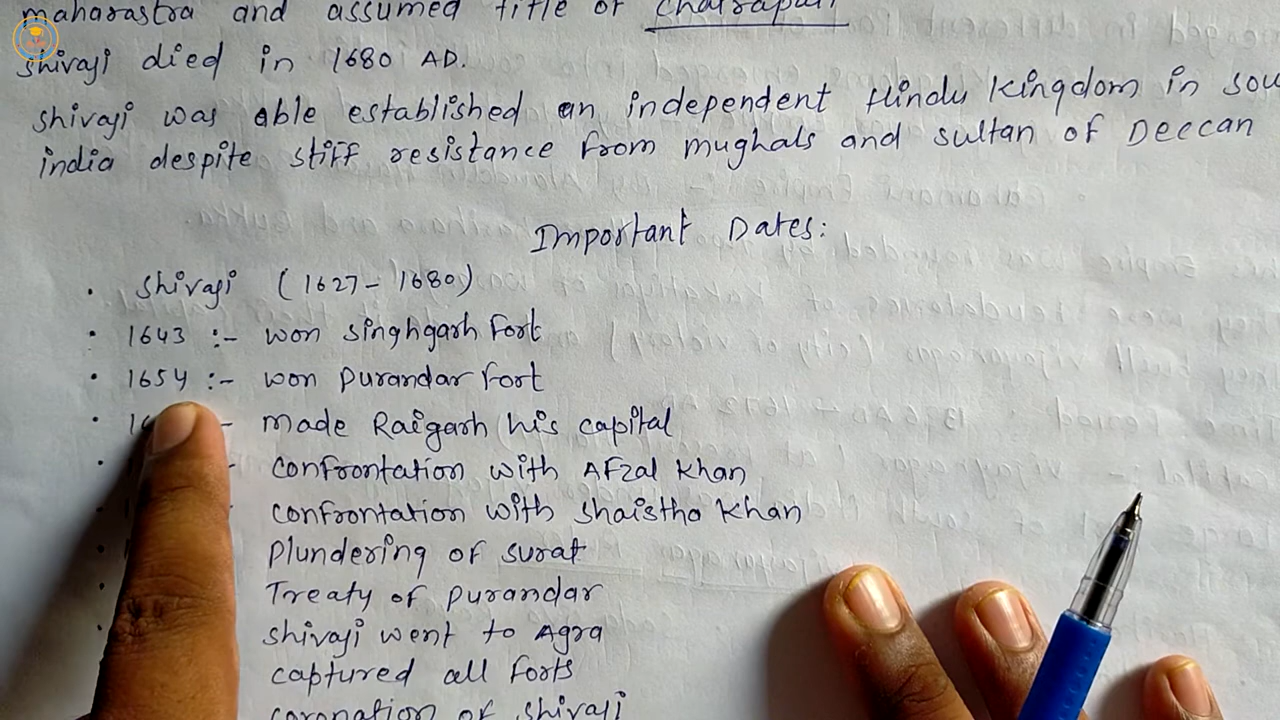 maharastra and assumed title of Chatrapati
shivaji died in 1680 AD.
shivaji was able established an independent Hindu kingdom in sou
india despite stiff resistance from mughals and sultan of Deccan
Important Dates:
• shivaji (1627 - 1680)
• 1643 :- won singhgarh fort
• 1654 :- won purandar fort
• made Raigarh his capital
• confrontation with Afzal khan
confrontation with shaistha khan
• plundering of surat
• Treaty of purandar
• shivaji went to Agra
captured all forts
coronation of shivaji